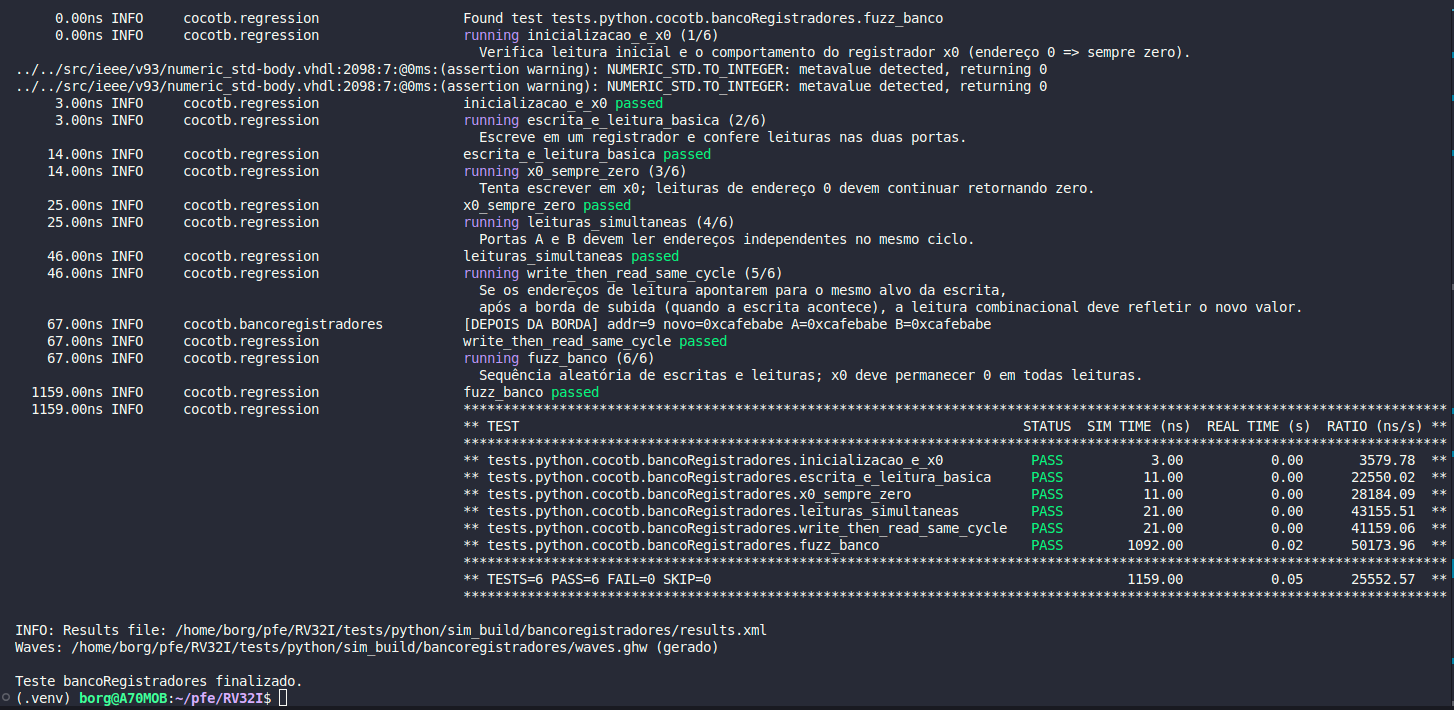 0.00ns INFO     cocotb.regression                  Found test tests.python.cocotb.bancoRegistradores.fuzz_banco
0.00ns INFO     cocotb.regression                  running inicializacao_e_x0 (1/6)
Verifica leitura inicial e o comportamento do registrador x0 (endereço 0 => sempre zero).
../../src/ieee/v93/numeric_std-body.vhdl:2098:7:@0ms:(assertion warning): NUMERIC_STD.TO_INTEGER: metavalue detected, returning 0
../../src/ieee/v93/numeric_std-body.vhdl:2098:7:@0ms:(assertion warning): NUMERIC_STD.TO_INTEGER: metavalue detected, returning 0
3.00ns INFO     cocotb.regression                  inicializacao_e_x0 passed
3.00ns INFO     cocotb.regression                  running escrita_e_leitura_basica (2/6)
Escreve em um registrador e confere leituras nas duas portas.
14.00ns INFO     cocotb.regression                  escrita_e_leitura_basica passed
14.00ns INFO     cocotb.regression                  running x0_sempre_zero (3/6)
Tenta escrever em x0; leituras de endereço 0 devem continuar retornando zero.
25.00ns INFO     cocotb.regression                  x0_sempre_zero passed
25.00ns INFO     cocotb.regression                  running leituras_simultaneas (4/6)
Portas A e B devem ler endereços independentes no mesmo ciclo.
46.00ns INFO     cocotb.regression                  leituras_simultaneas passed
46.00ns INFO     cocotb.regression                  running write_then_read_same_cycle (5/6)
Se os endereços de leitura apontarem para o mesmo alvo da escrita,
após a borda de subida (quando a escrita acontece), a leitura combinacional deve refletir o novo valor.
67.00ns INFO     cocotb.bancoregistradores          [DEPOIS DA BORDA] addr=9 novo=0xcafebabe A=0xcafebabe B=0xcafebabe
67.00ns INFO     cocotb.regression                  write_then_read_same_cycle passed
67.00ns INFO     cocotb.regression                  running fuzz_banco (6/6)
Sequência aleatória de escritas e leituras; x0 deve permanecer 0 em todas leituras.
1159.00ns INFO     cocotb.regression                  fuzz_banco passed
1159.00ns INFO     cocotb.regression                  ***************************************************************************************************************************
** TEST                                                               STATUS  SIM TIME (ns)  REAL TIME (s)  RATIO (ns/s) **
***************************************************************************************************************************
** tests.python.cocotb.bancoRegistradores.inicializacao_e_x0           PASS           3.00           0.00       3579.78  **
** tests.python.cocotb.bancoRegistradores.escrita_e_leitura_basica     PASS          11.00           0.00      22550.02  **
** tests.python.cocotb.bancoRegistradores.x0_sempre_zero               PASS          11.00           0.00      28184.09  **
** tests.python.cocotb.bancoRegistradores.leituras_simultaneas         PASS          21.00           0.00      43155.51  **
** tests.python.cocotb.bancoRegistradores.write_then_read_same_cycle   PASS          21.00           0.00      41159.06  **
** tests.python.cocotb.bancoRegistradores.fuzz_banco                   PASS        1092.00           0.02      50173.96  **
***************************************************************************************************************************
** TESTS=6 PASS=6 FAIL=0 SKIP=0                                                    1159.00           0.05      25552.57  **
***************************************************************************************************************************
INFO: Results file: /home/borg/pfe/RV32I/tests/python/sim_build/bancoregistradores/results.xml
Waves: /home/borg/pfe/RV32I/tests/python/sim_build/bancoregistradores/waves.ghw (gerado)
Teste bancoRegistradores finalizado.
(.venv) borg@A70MOB:~/pfe/RV32I$